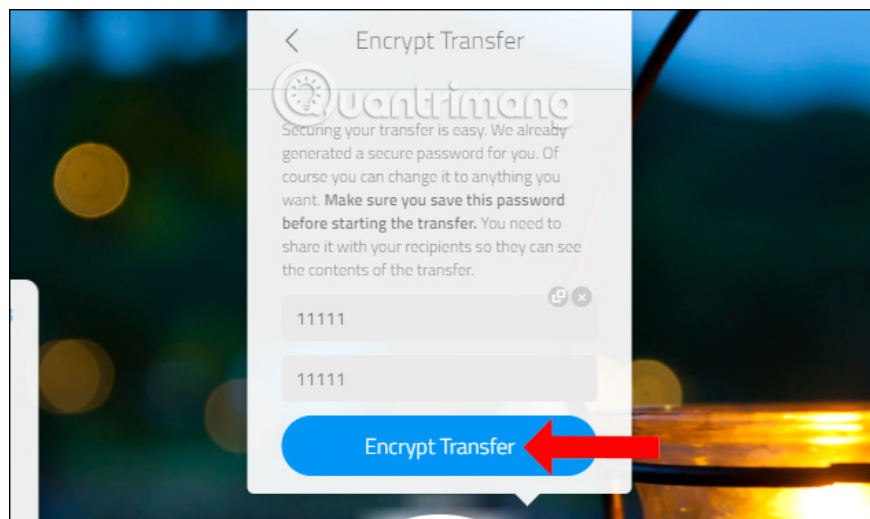 Encrypt Transfer
Quantrimang
Securing your transfer is easy. We already
generated a secure password for you. Of
course you can change it to anything you
want. Make sure you save this password
before starting the transfer. You need to
share it with your recipients so they can see
the contents of the transfer.
11111
11111
Encrypt Transfer